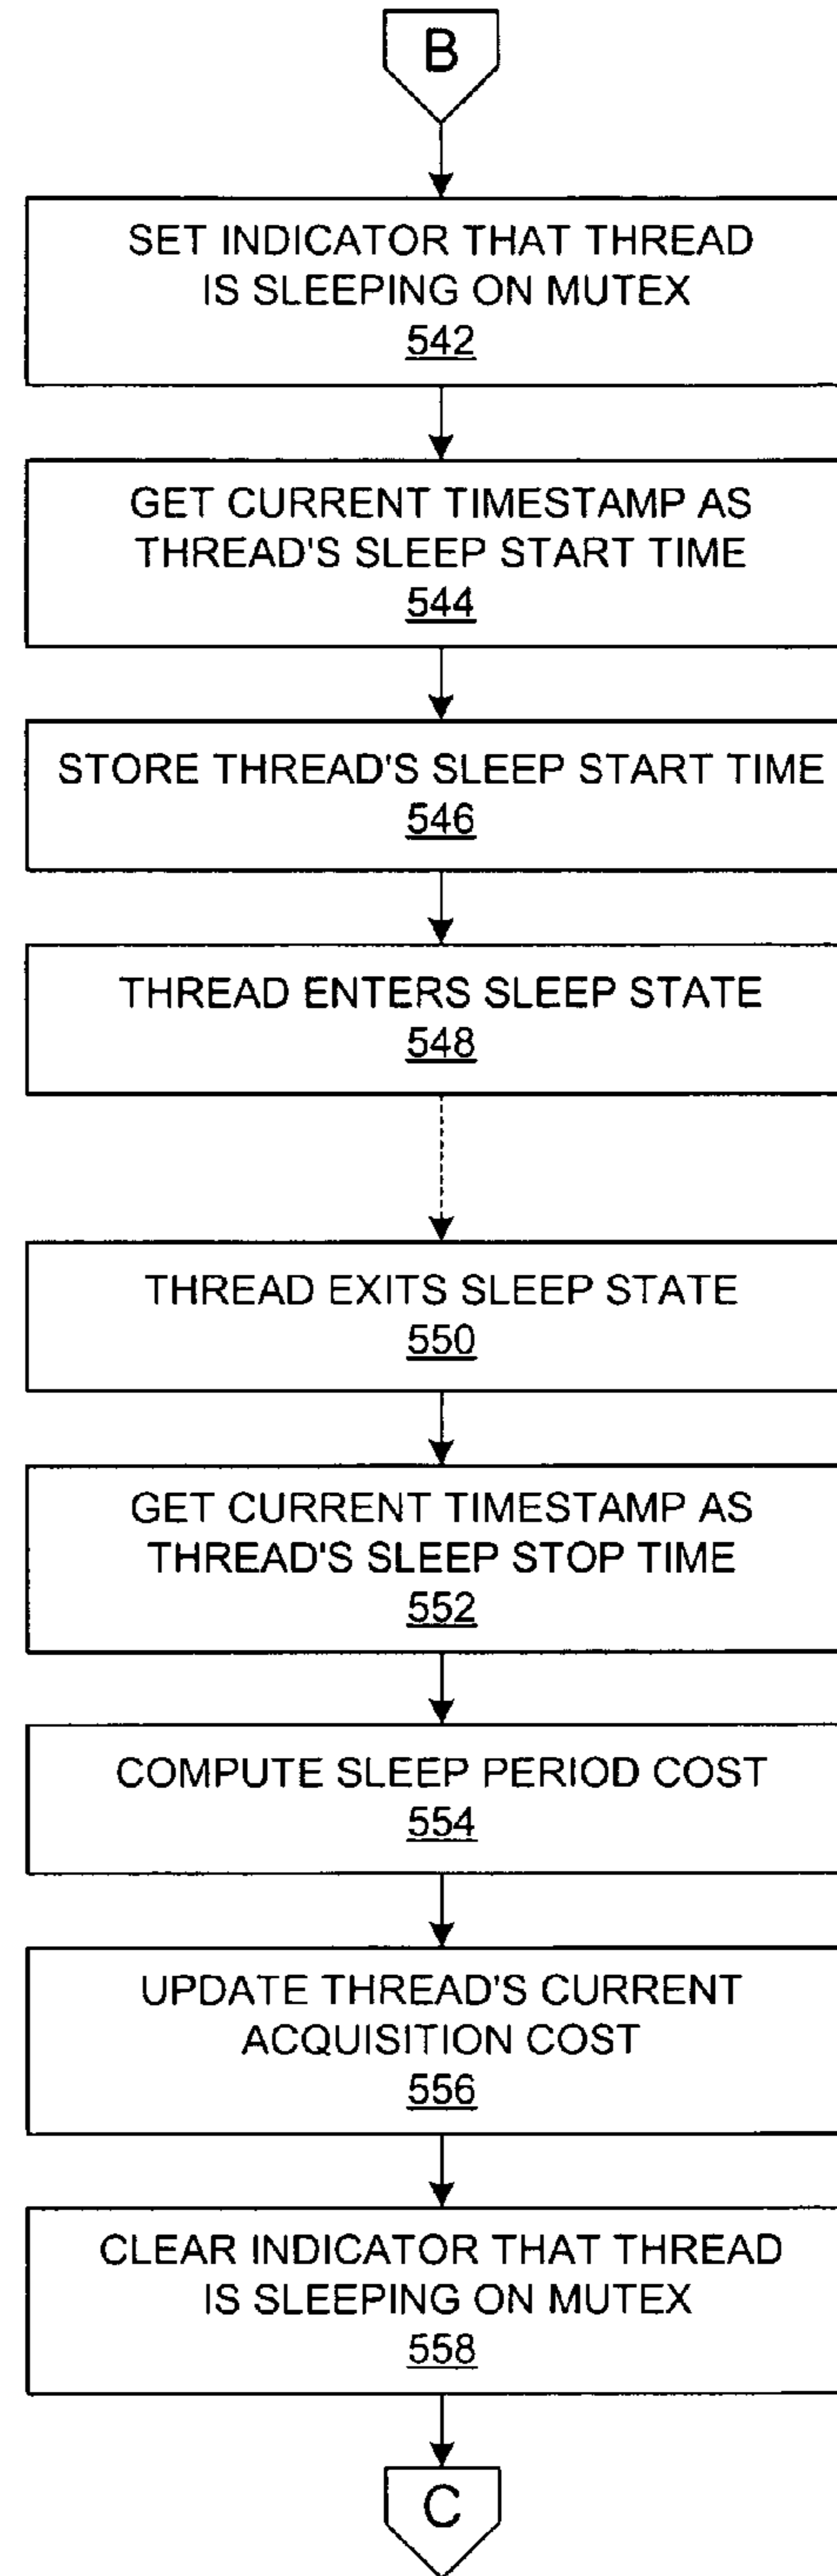 B
SET INDICATOR THAT THREAD
IS SLEEPING ON MUTEX
542
GET CURRENT TIMESTAMP AS
THREAD'S SLEEP START TIME
544
STORE THREAD'S SLEEP START TIME
546
THREAD ENTERS SLEEP STATE
548
THREAD EXITS SLEEP STATE
550
GET CURRENT TIMESTAMP AS
THREAD'S SLEEP STOP TIME
552
COMPUTE SLEEP PERIOD COST
554
UPDATE THREAD'S CURRENT
ACQUISITION COST
556
CLEAR INDICATOR THAT THREAD
IS SLEEPING ON MUTEX
558
C